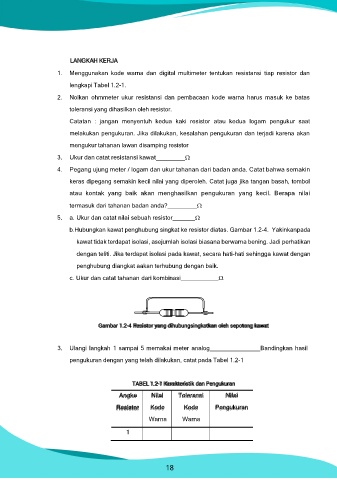 LANGKAH KERJA
1. Menggunakan kode warna dan digital multimeter tentukan resistansi tiap resistor dan
lengkapi Tabel 1.2-1.
2. Nolkan ohmmeter ukur resistansi dan pembacaan kode warna harus masuk ke batas
toleransi yang dihasilkan oleh resistor.
Catatan : jangan menyentuh kedua kaki resistor atau kedua logam pengukur saat
melakukan pengukuran. Jika dilakukan, kesalahan pengukuran dan terjadi karena akan
mengukur tahanan lawan disamping resistor
3. Ukur dan catat resistansi kawat_________Ω
4. Pegang ujung meter / logam dan ukur tahanan dari badan anda. Catat bahwa semakin
keras dipegang semakin kecil nilai yang diperoleh. Catat juga jika tangan basah, tombol
atau kontak yang baik akan menghasilkan pengukuran yang kecil. Berapa nilai
termasuk dari tahanan badan anda?_________Ω
5. a. Ukur dan catat nilai sebuah resistor_______Ω
b.Hubungkan kawat penghubung singkat ke resistor diatas. Gambar 1.2-4. Yakinkanpada
kawat tidak terdapat isolasi, asejumlah isolasi biasana berwarna bening. Jadi perhatikan
dengan teliti. Jika terdapat isolasi pada kawat, secara hati-hati sehingga kawat dengan
penghubung diangkat aakan terhubung dengan baik.
c. Ukur dan catat tahanan dari kombinasi____________Ω
Gambar 1.2-4 Resistor yang dihubungsingkatkan oleh sepotong kawat
3. Ulangi langkah 1 sampai 5 memakai meter analog________________Bandingkan hasil
pengukuran dengan yang telah dilakukan, catat pada Tabel 1.2-1
TABEL 1.2-1 Karakteristik dan Pengukuran
Angka Nilai Toleransi Nilai
Resistor Kode Kode Pengukuran
Warna Warna
1
18